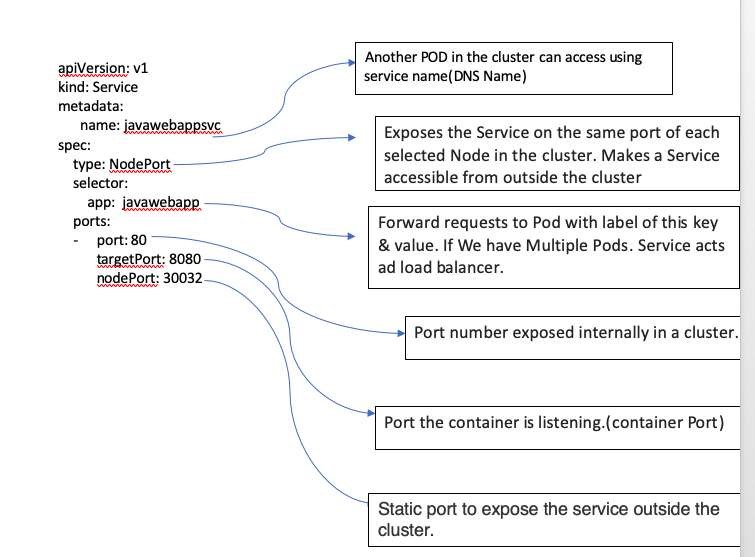 apiVersion: v1
kind: Service
metadata:
name: javawebappsvc
spec:
type: NodePort
selector:
app: javawebapp
ports:
- port: 80
targetPort: 8080
nodePort: 30032
Another POD in the cluster can access using
service name(DNS Name)
Exposes the Service on the same port of each
selected Node in the cluster. Makes a Service
accessible from outside the cluster
Forward requests to Pod with label of this key
& value. If We have Multiple Pods. Service acts
ad load balancer.
Port number exposed internally in a cluster.
Port the container is listening.(container Port)
Static port to expose the service outside the
cluster.